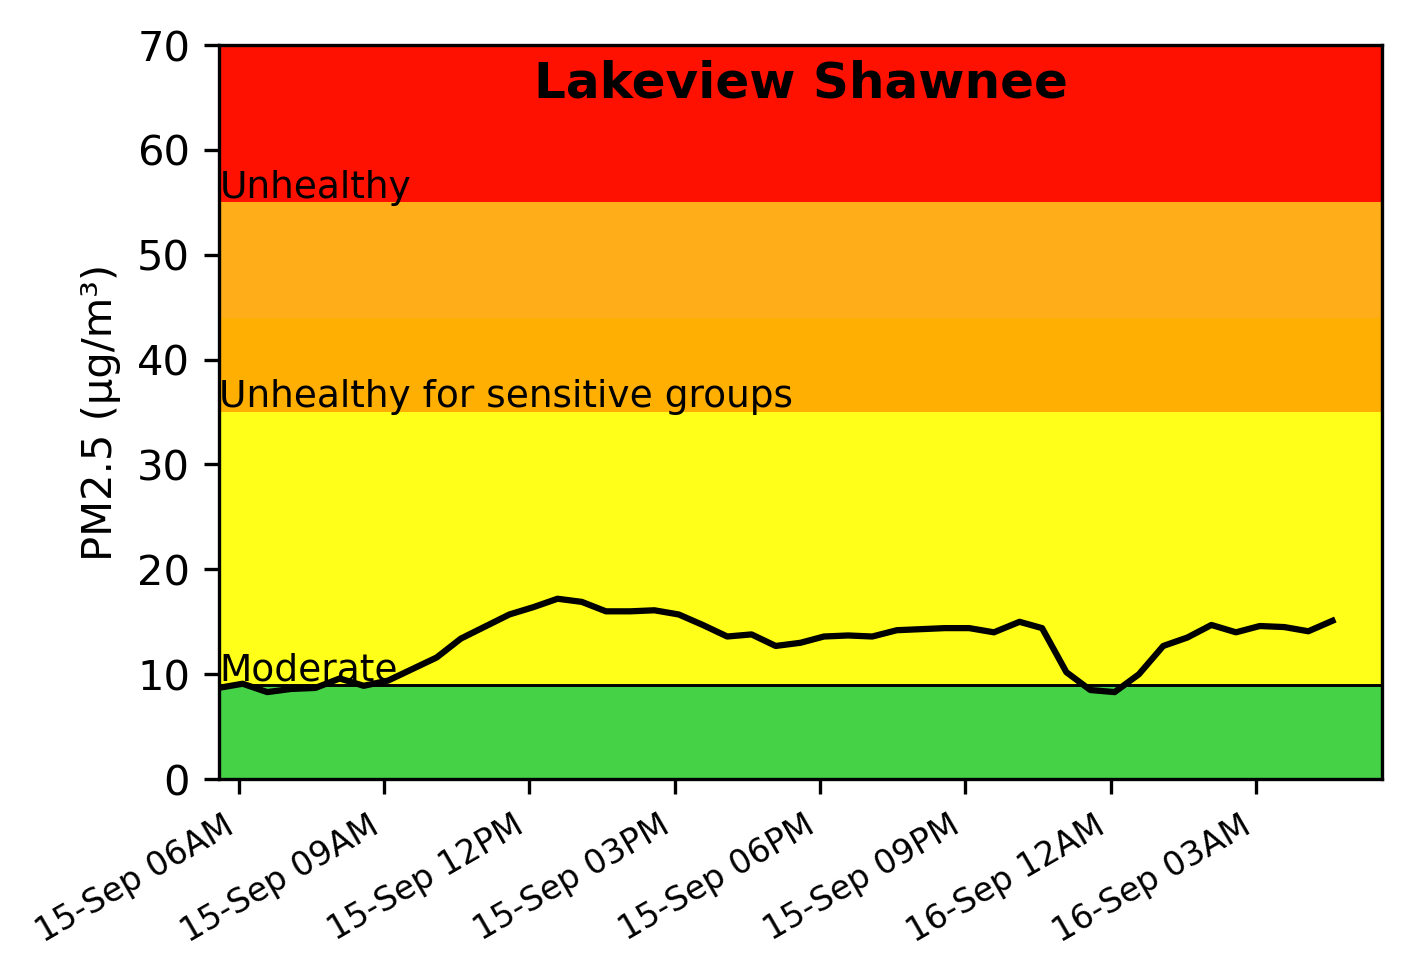 Lakeview Shawnee
70
60
50
40
30
20
10
0
PM2.5 (µg/m³)
Unhealthy
Unhealthy for sensitive groups
Moderate
15-Sep 06AM
15-Sep 09AM
15-Sep 12PM
15-Sep 03PM
15-Sep 06PM
15-Sep 09PM
16-Sep 12AM
16-Sep 03AM